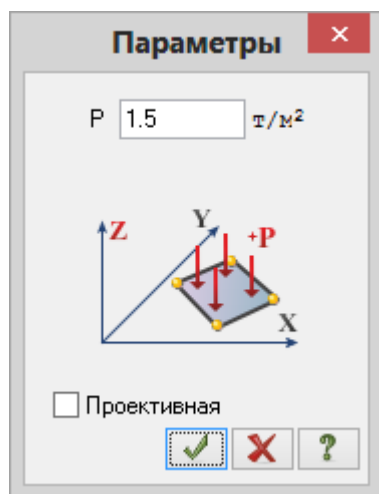 Параметры
P 1.5 т/м²
Z Y +P
X
Проективная